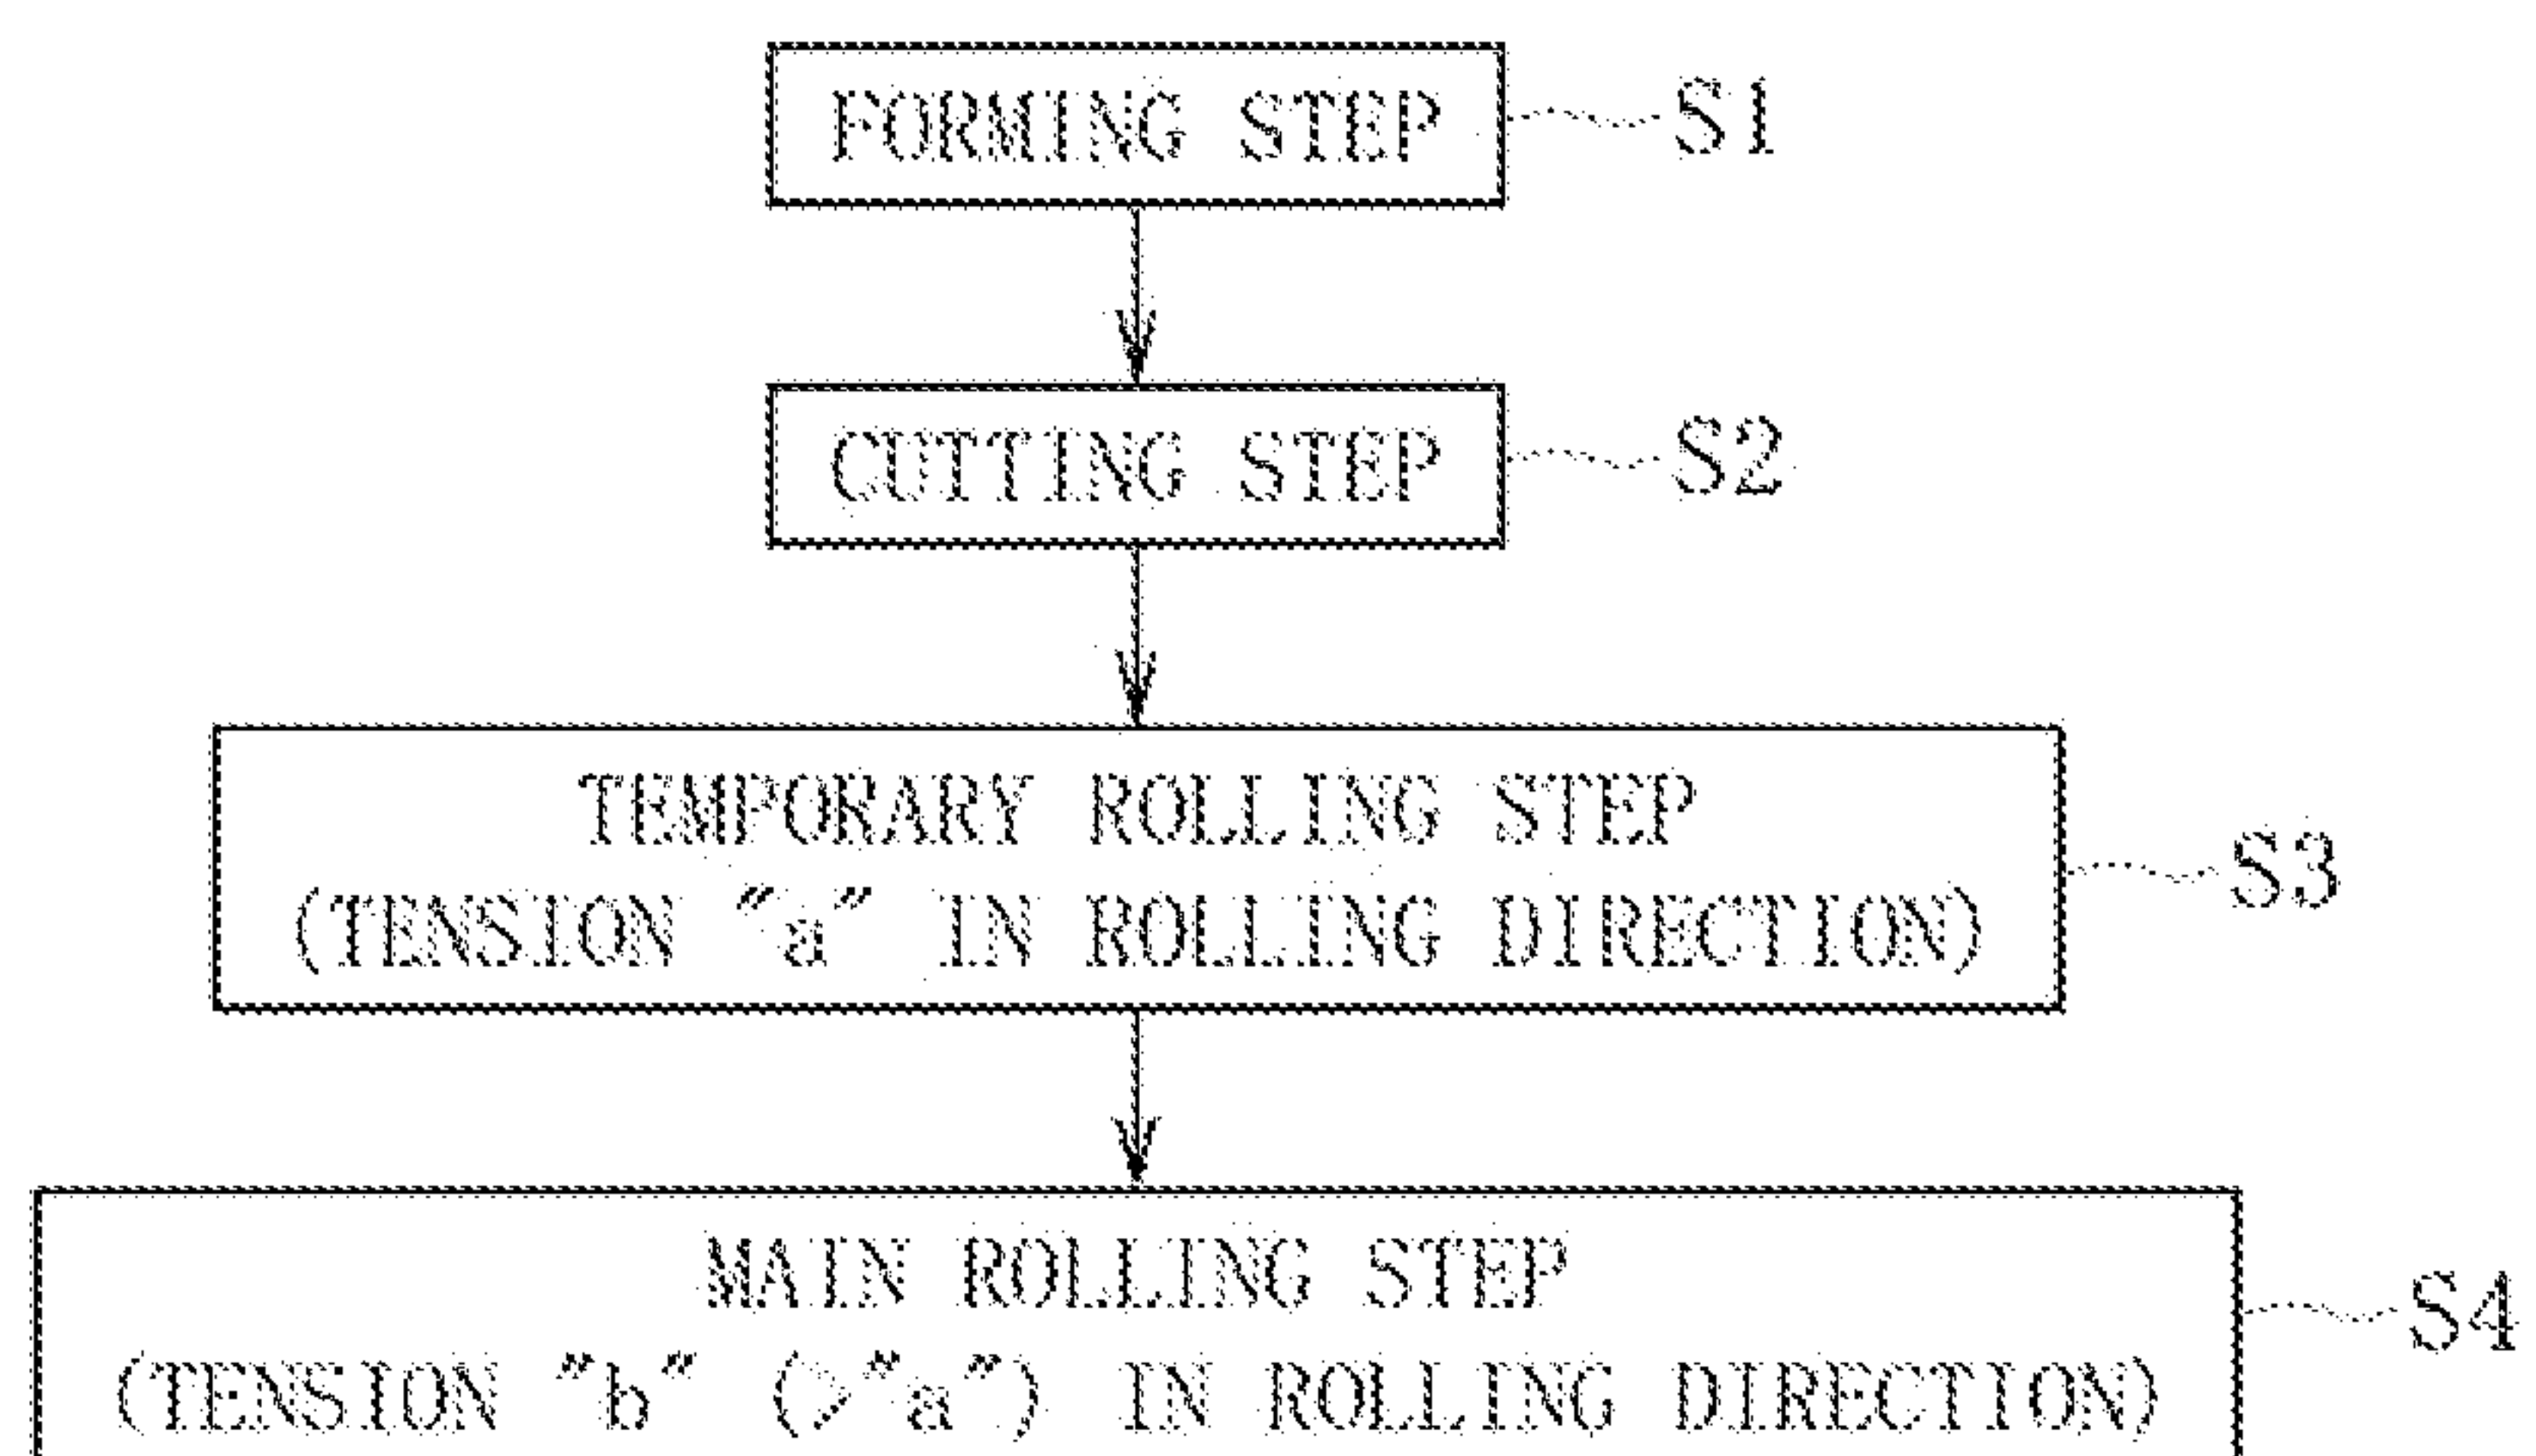 FORMING STEP S1
CUTTING STEP S2
TEMPORARY ROLLING STEP
(TENSION "a" IN ROLLING DIRECTION) S3
MAIN ROLLING STEP
(TENSION "b" (>"a") IN ROLLING DIRECTION) S4